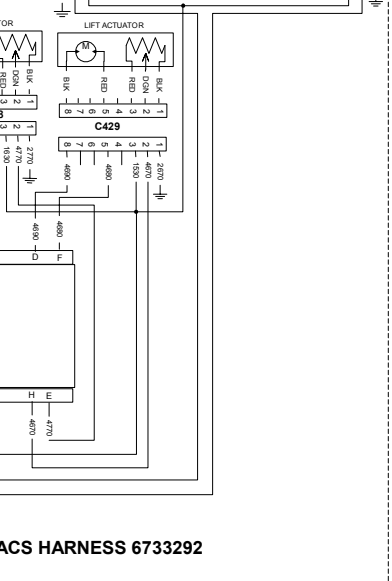 TOR
LIFT ACTUATOR
M
RED DGN BLK
BLK RED RED DGN BLK
3 2 1
8 7 6 5 4 3 2 1
C429
3 2 1
8 7 6 5 4 3 2 1
1630 4770 2770
4690 4680 1530 4670 2670
4690 4680
D F
H E
4670 4770
ACS HARNESS 6733292